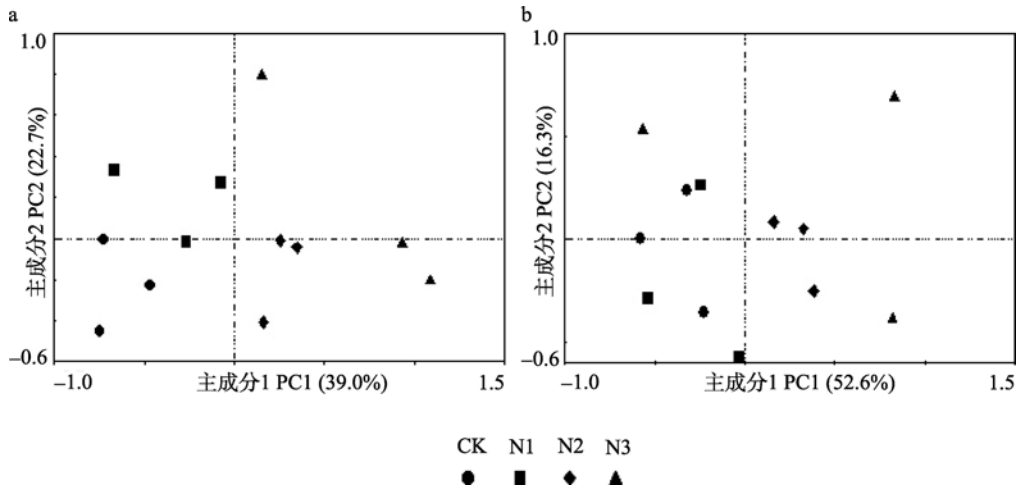 a
1.0
主成分2 PC2 (22.7%)
–0.6
–1.0
主成分1 PC1 (39.0%)
1.5
b
1.0
主成分2 PC2 (16.3%)
–0.6
–1.0
主成分1 PC1 (52.6%)
1.5
CK N1 N2 N3